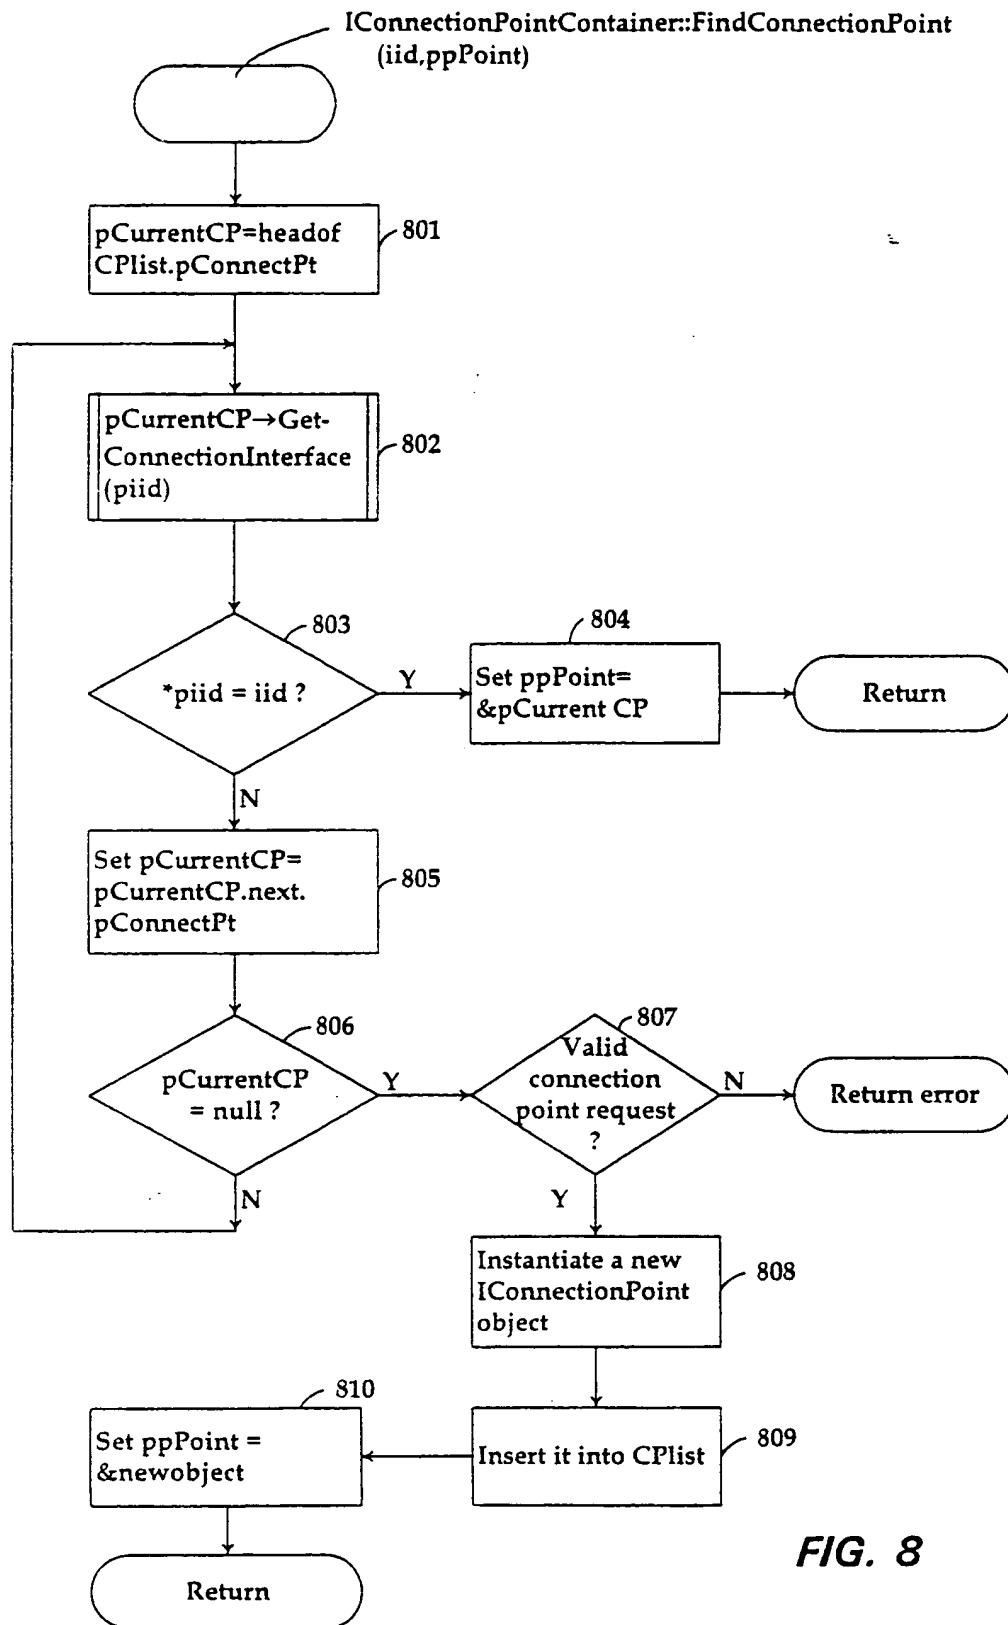 IConnectionPointContainer::FindConnectionPoint
(iid,ppPoint)
pCurrentCP=headof
CPlist.pConnectPt
801
pCurrentCP→Get-
ConnectionInterface
(piid)
802
*piid = iid ?
803
Y
N
804
Set ppPoint=
&pCurrent CP
Return
Set pCurrentCP=
pCurrentCP.next.
pConnectPt
805
pCurrentCP
= null ?
806
Y
N
807
Valid
connection
point request
?
N
Y
Return error
Instantiate a new
IConnectionPoint
object
808
Insert it into CPlist
809
810
Set ppPoint =
&newobject
Return
FIG. 8